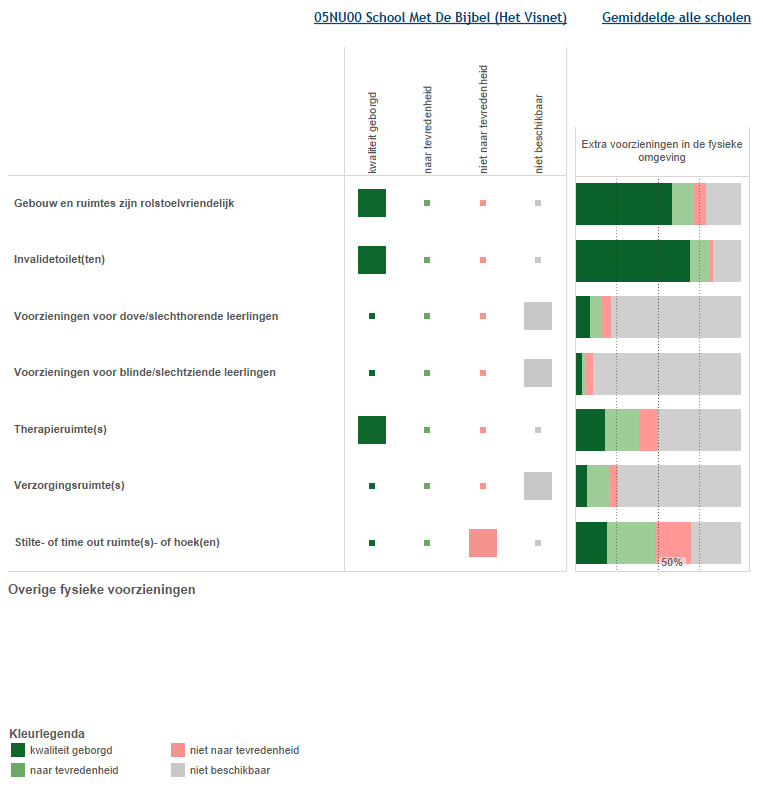 05NU00 School Met De Bijbel (Het Visnet)
Gemiddelde alle scholen
kwaliteit geborgd
naar tevredenheid
niet naar tevredenheid
niet beschikbaar
Extra voorzieningen in de fysieke
omgeving
Gebouw en ruimtes zijn rolstoelvriendelijk
Invalidetoilet(ten)
Voorzieningen voor dove/slechthorende leerlingen
Voorzieningen voor blinde/slechtziende leerlingen
Therapieruimte(s)
Verzorgingsruimte(s)
Stilte- of time out ruimte(s)- of hoek(en)
50%
Overige fysieke voorzieningen
Kleurlegenda
kwaliteit geborgd
niet naar tevredenheid
naar tevredenheid
niet beschikbaar